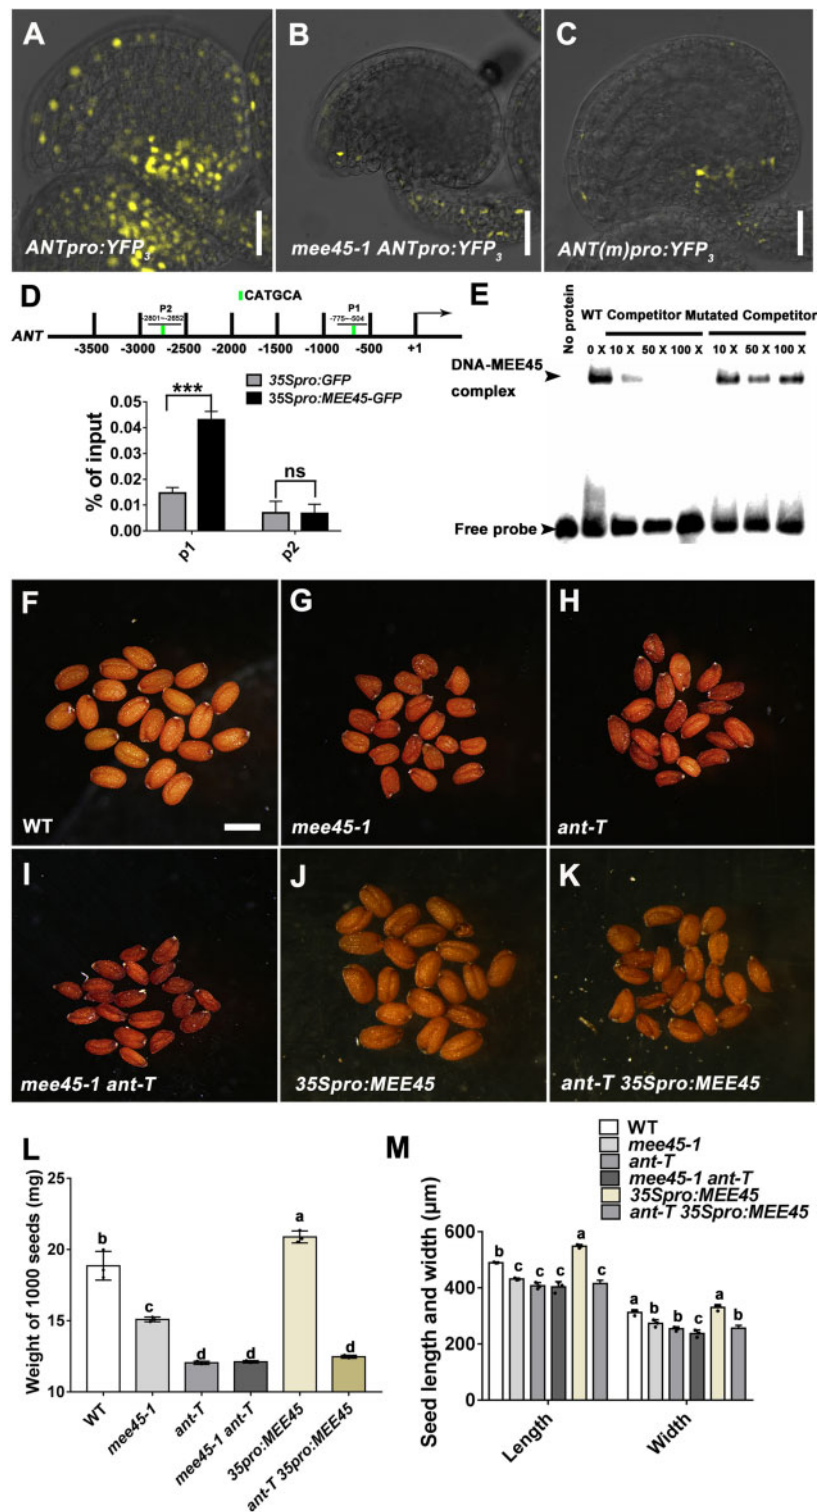 A
B
C
ANTpro:YFP3
mee45-1 ANTpro:YFP3
ANT(m)pro:YFP3
D
CATGCA
P2
-2801~-2652
P1
-775~-504
ANT
-3500 -3000 -2500 -2000 -1500 -1000 -500 +1
35Spro:GFP
35Spro:MEE45-GFP
% of input
0.05
0.04
0.03
0.02
0.01
0.00
***
ns
p1
p2
E
No protein
WT Competitor Mutated Competitor
0 X 10 X 50 X 100 X 10 X 50 X 100 X
DNA-MEE45
complex
Free probe
F
WT
G
mee45-1
H
ant-T
I
mee45-1 ant-T
J
35Spro:MEE45
K
ant-T 35Spro:MEE45
L
Weight of 1000 seeds (mg)
25
20
15
10
b
c
d
d
a
d
WT
mee45-1
ant-T
mee45-1 ant-T
35pro:MEE45
ant-T 35pro:MEE45
M
WT
mee45-1
ant-T
mee45-1 ant-T
35Spro:MEE45
ant-T 35Spro:MEE45
Seed length and width (µm)
600
400
200
0
b c c c a c
a b b c a b
Length
Width